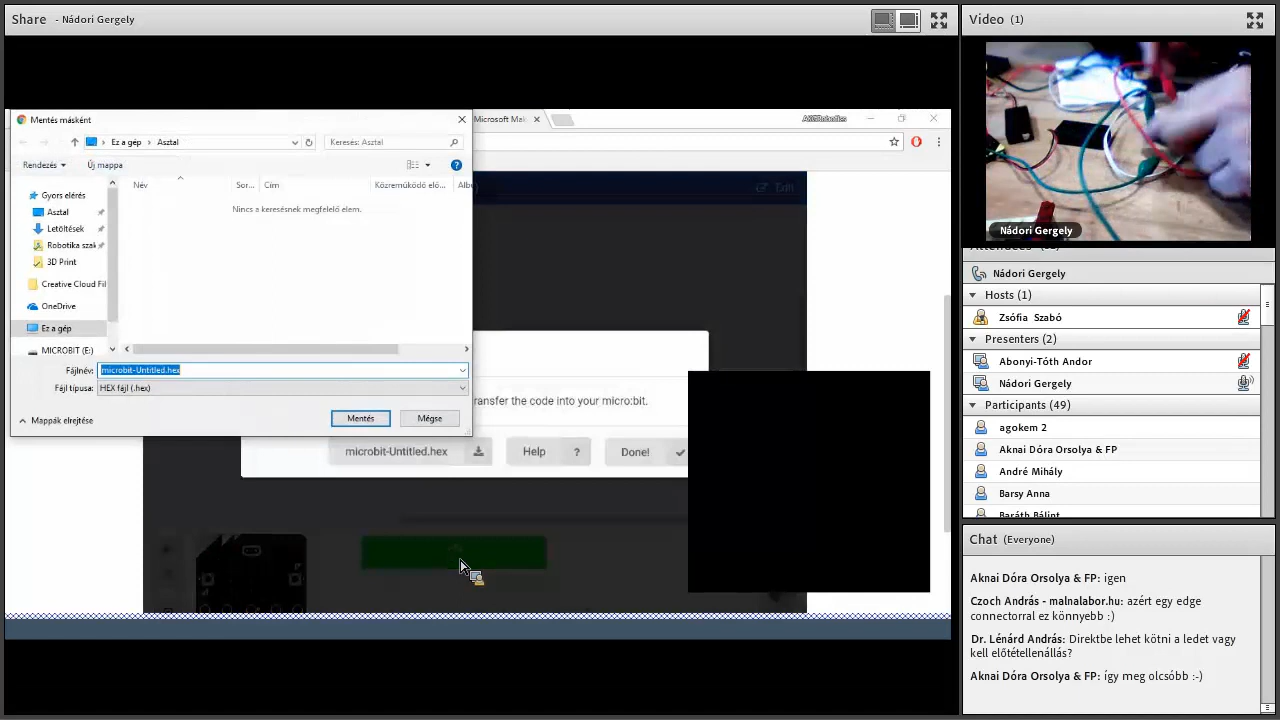 Share - Nádori Gergely
Mentés másként
Ez a gép › Asztal
Keresés: Asztal
Rendezés
Új mappa
Gyors elérés
Asztal
Letöltések
Robotika szak
3D Print
Creative Cloud Fil
OneDrive
Ez a gép
MICROBIT (E:)
Név
Sor...
Cím
Közreműködő elő...
Nincs a keresésnek megfelelő elem.
Fájlnév: microbit-Untitled.hex
Fájl típusa: HEX fájl (.hex)
Mappák elrejtése
Mentés
Mégse
Microsoft Mak
Edit
ransfer the code into your micro:bit.
microbit-Untitled.hex
Help ?
Done!
Video (1)
Nádori Gergely
Nádori Gergely
Hosts (1)
Zsófia Szabó
Presenters (2)
Abonyi-Tóth Andor
Nádori Gergely
Participants (49)
agokem 2
Aknai Dóra Orsolya & FP
André Mihály
Barsy Anna
Baráth Bálint
Chat (Everyone)
Aknai Dóra Orsolya & FP: igen
Czoch András - malnalabor.hu: azért egy edge
connectorral ez könnyebb :)
Dr. Lénárd András: Direktbe lehet kötni a ledet vagy
kell előtétellenállás?
Aknai Dóra Orsolya & FP: így meg olcsóbb :-)